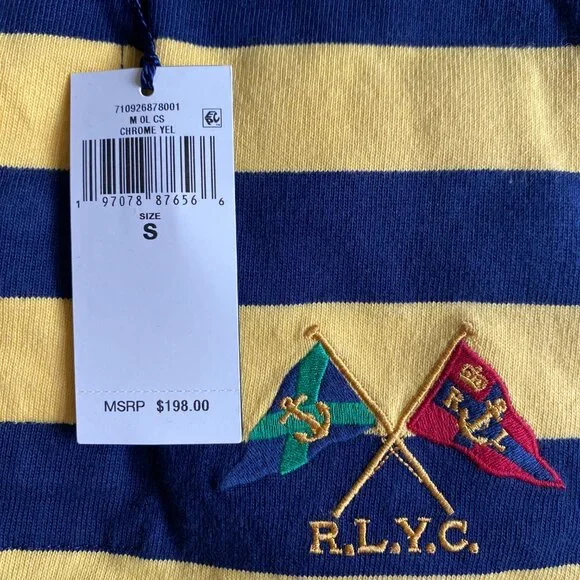 710926878001
M OL CS
CHROME YEL
1 97078 87656 6
SIZE
S
MSRP $198.00
R L
R.L.Y.C.